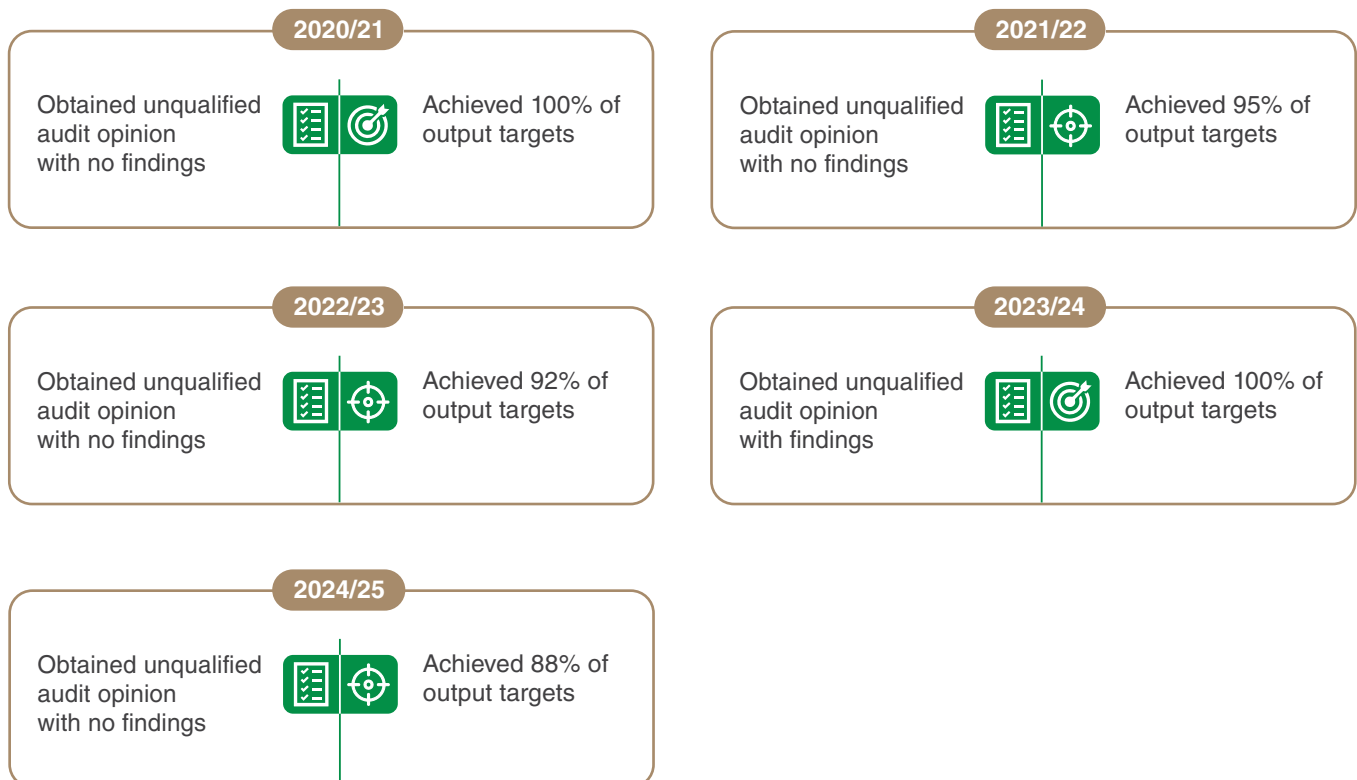 2020/21
Obtained unqualified
audit opinion
with no findings
Achieved 100% of
output targets
2021/22
Obtained unqualified
audit opinion
with no findings
Achieved 95% of
output targets
2022/23
Obtained unqualified
audit opinion
with no findings
Achieved 92% of
output targets
2023/24
Obtained unqualified
audit opinion
with findings
Achieved 100% of
output targets
2024/25
Obtained unqualified
audit opinion
with no findings
Achieved 88% of
output targets